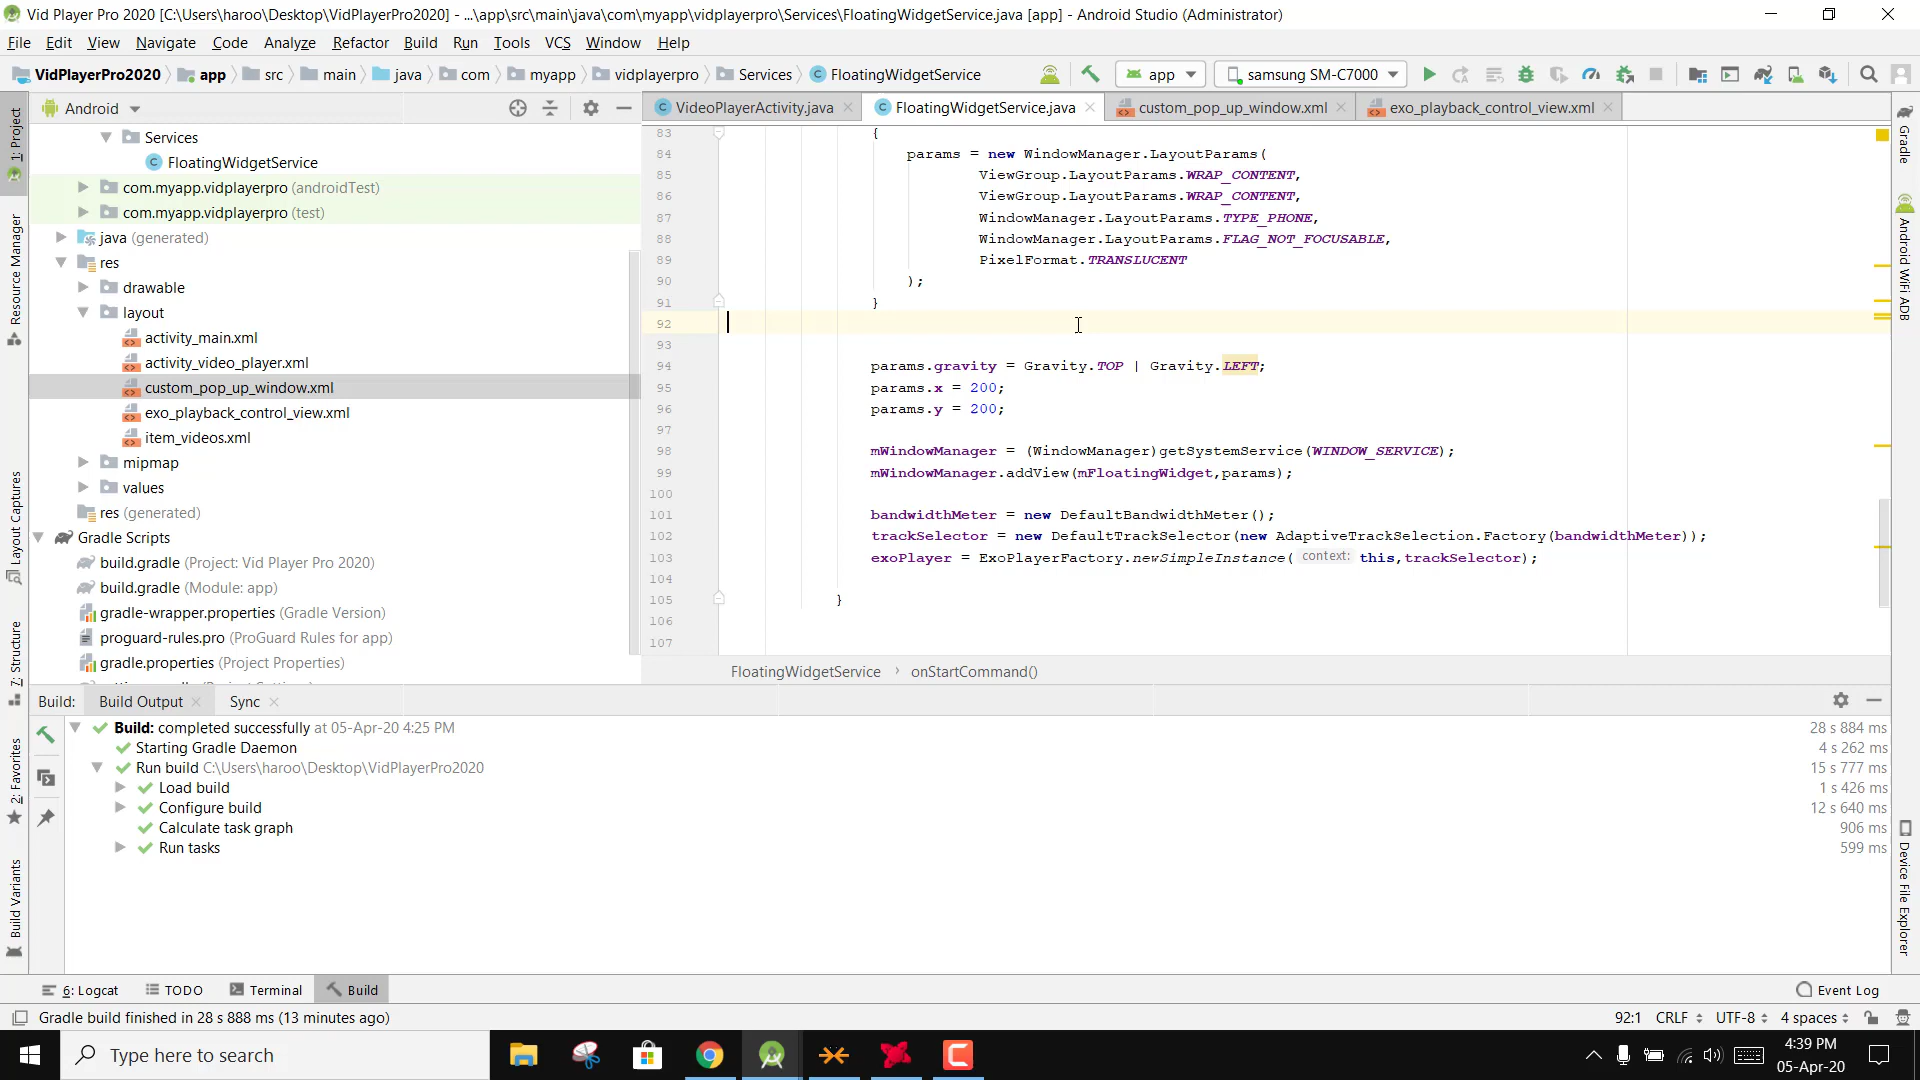 Vid Player Pro 2020 [C:\Users\haroo\Desktop\VidPlayerPro2020] - ...\app\src\main\java\com\myapp\vidplayerpro\Services\FloatingWidgetService.java [app] - Android Studio (Administrator)
File Edit View Navigate Code Analyze Refactor Build Run Tools VCS Window Help
VidPlayerPro2020 app src main java com myapp vidplayerpro Services FloatingWidgetService app samsung SM-C7000
Android
VideoPlayerActivity.java FloatingWidgetService.java custom_pop_up_window.xml exo_playback_control_view.xml
1: Project
Resource Manager
Layout Captures
7: Structure
2: Favorites
Build Variants
Services
FloatingWidgetService
com.myapp.vidplayerpro (androidTest)
com.myapp.vidplayerpro (test)
java (generated)
res
drawable
layout
activity_main.xml
activity_video_player.xml
custom_pop_up_window.xml
exo_playback_control_view.xml
item_videos.xml
mipmap
values
res (generated)
Gradle Scripts
build.gradle (Project: Vid Player Pro 2020)
build.gradle (Module: app)
gradle-wrapper.properties (Gradle Version)
proguard-rules.pro (ProGuard Rules for app)
gradle.properties (Project Properties)
83 {
84 params = new WindowManager.LayoutParams(
85 ViewGroup.LayoutParams.WRAP_CONTENT,
86 ViewGroup.LayoutParams.WRAP_CONTENT,
87 WindowManager.LayoutParams.TYPE_PHONE,
88 WindowManager.LayoutParams.FLAG_NOT_FOCUSABLE,
89 PixelFormat.TRANSLUCENT
90 );
91 }
92
93
94 params.gravity = Gravity.TOP | Gravity.LEFT;
95 params.x = 200;
96 params.y = 200;
97
98 mWindowManager = (WindowManager)getSystemService(WINDOW_SERVICE);
99 mWindowManager.addView(mFloatingWidget,params);
100
101 bandwidthMeter = new DefaultBandwidthMeter();
102 trackSelector = new DefaultTrackSelector(new AdaptiveTrackSelection.Factory(bandwidthMeter));
103 exoPlayer = ExoPlayerFactory.newSimpleInstance( context: this,trackSelector);
104
105 }
106
107
FloatingWidgetService › onStartCommand()
Gradle
Android WiFi ADB
Device File Explorer
Build: Build Output Sync
Build: completed successfully at 05-Apr-20 4:25 PM 28 s 884 ms
Starting Gradle Daemon 4 s 262 ms
Run build C:\Users\haroo\Desktop\VidPlayerPro2020 15 s 777 ms
Load build 1 s 426 ms
Configure build 12 s 640 ms
Calculate task graph 906 ms
Run tasks 599 ms
6: Logcat TODO Terminal Build Event Log
Gradle build finished in 28 s 888 ms (13 minutes ago) 92:1 CRLF UTF-8 4 spaces
Type here to search
4:39 PM
05-Apr-20